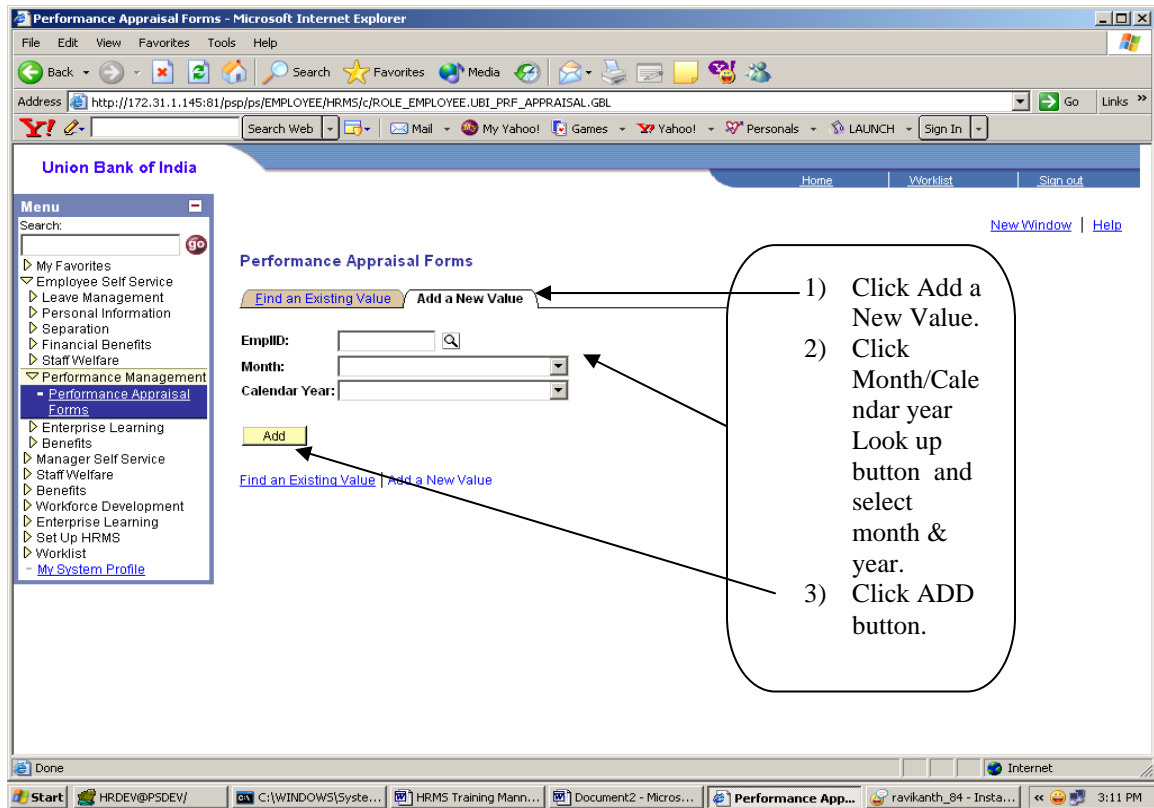 Performance Appraisal Forms - Microsoft Internet Explorer
File Edit View Favorites Tools Help
Back Search Favorites Media
Address http://172.31.1.145:81/psp/ps/EMPLOYEE/HRMS/c/ROLE_EMPLOYEE.UBI_PRF_APPRAISAL.GBL Go Links »
Y! Search Web Mail My Yahoo! Games Yahoo! Personals LAUNCH Sign In
Union Bank of India
Home Worklist Sign out
Menu
Search:
go
My Favorites
Employee Self Service
Leave Management
Personal Information
Separation
Financial Benefits
Staff Welfare
Performance Management
- Performance Appraisal
Forms
Enterprise Learning
Benefits
Manager Self Service
Staff Welfare
Benefits
Workforce Development
Enterprise Learning
Set Up HRMS
Worklist
- My System Profile
New Window | Help
Performance Appraisal Forms
Find an Existing Value Add a New Value
EmplID:
Month:
Calendar Year:
Add
Find an Existing Value | Add a New Value
1) Click Add a
New Value.
2) Click
Month/Cale
ndar year
Look up
button and
select
month &
year.
3) Click ADD
button.
Done Internet
Start HRDEV@PSDEV/ C:\WINDOWS\Syste... HRMS Training Mann... Document2 - Micros... Performance App... ravikanth_84 - Insta... « 3:11 PM